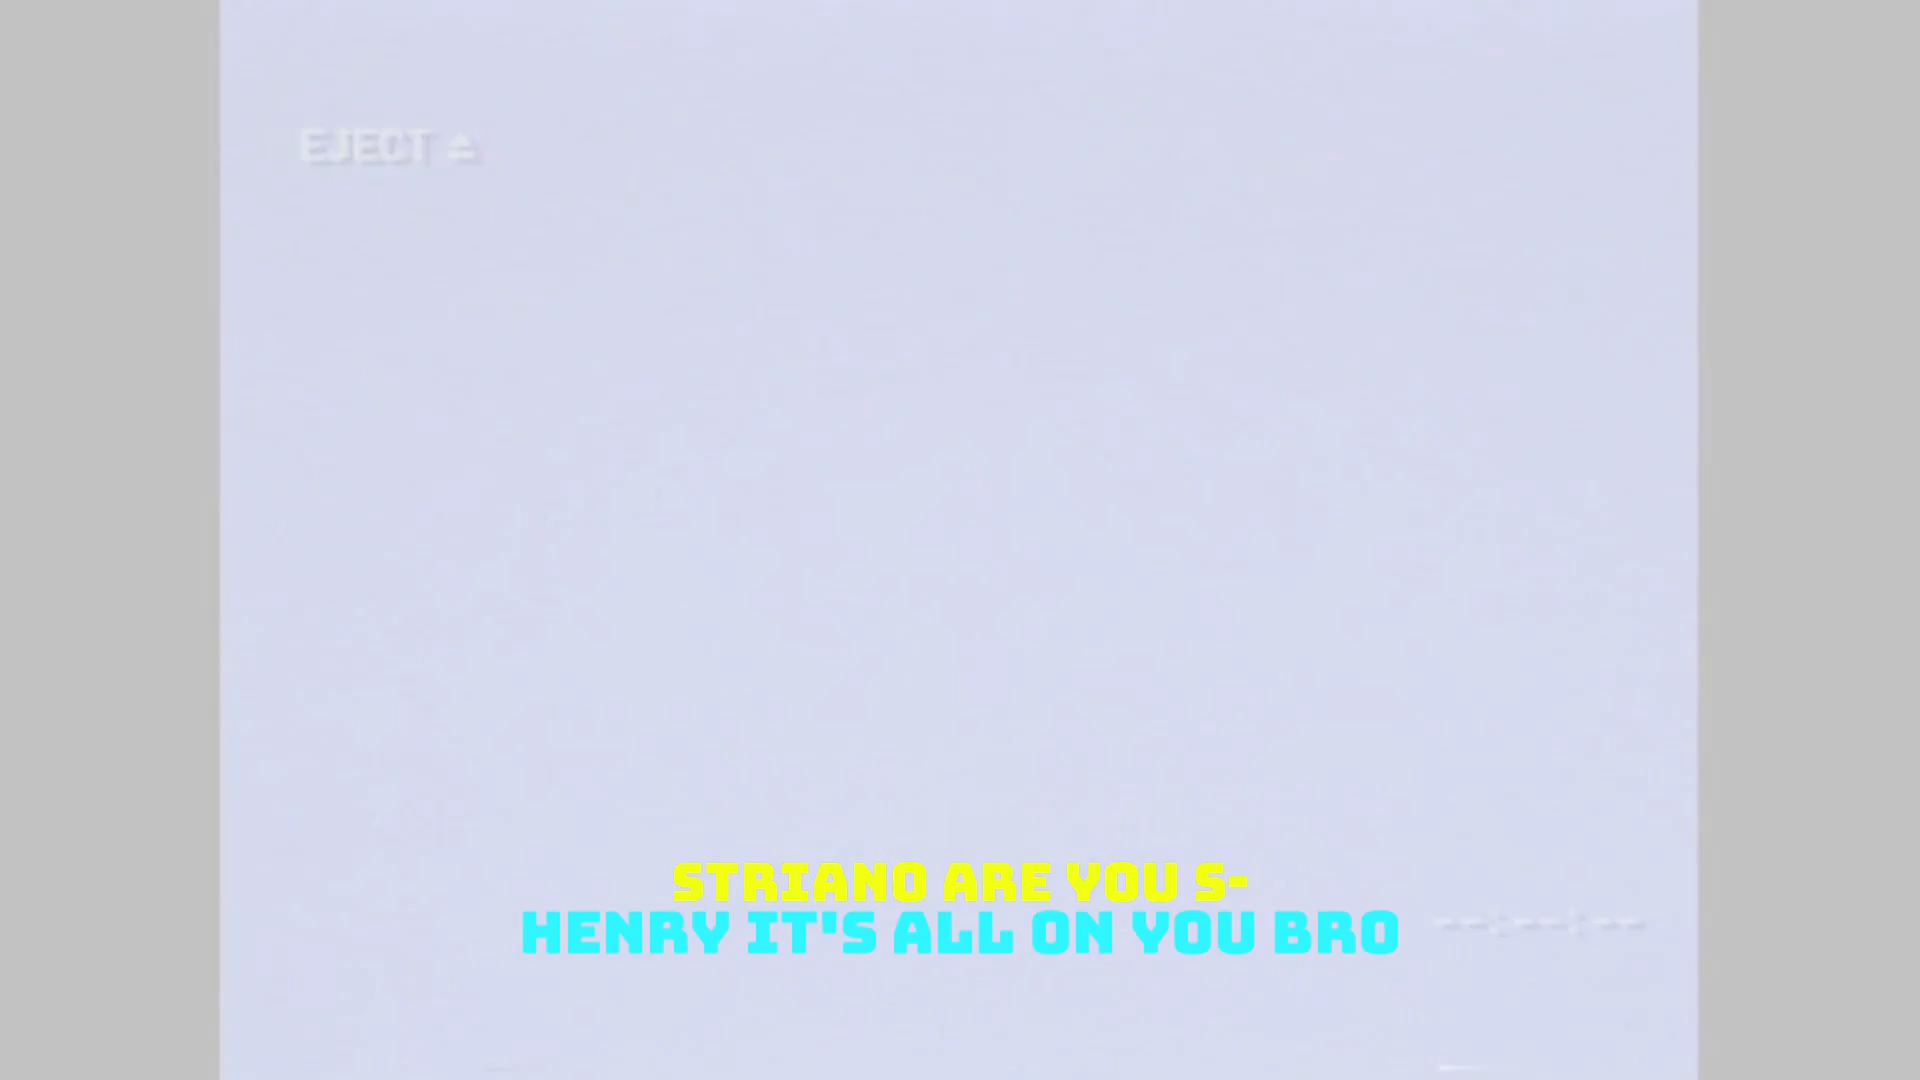 EJECT ⏏
STRIANO ARE YOU S-
HENRY IT'S ALL ON YOU BRO
--:--:--